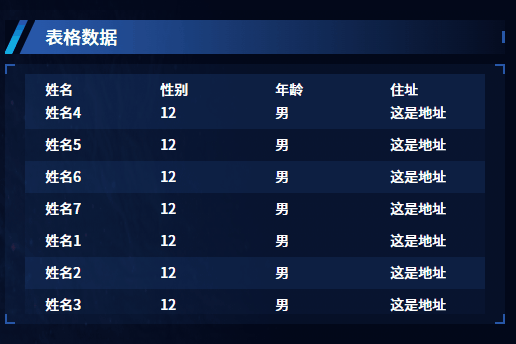 表格数据
姓名 性别 年龄 住址
姓名4 12 男 这是地址
姓名5 12 男 这是地址
姓名6 12 男 这是地址
姓名7 12 男 这是地址
姓名1 12 男 这是地址
姓名2 12 男 这是地址
姓名3 12 男 这是地址